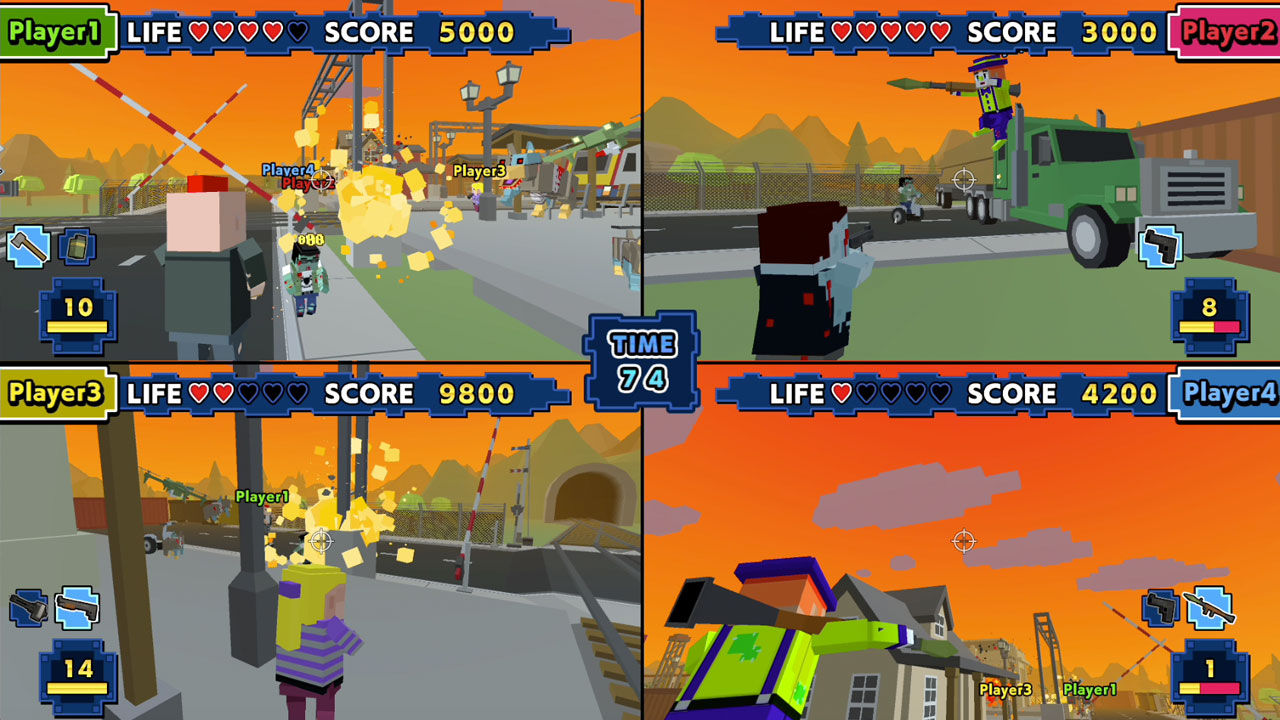 Player1 LIFE SCORE 5000
LIFE SCORE 3000 Player2
Player4
Player2
Player3
10
8
TIME
74
Player3 LIFE SCORE 9800
LIFE SCORE 4200 Player4
Player1
14
1
Player3 Player1